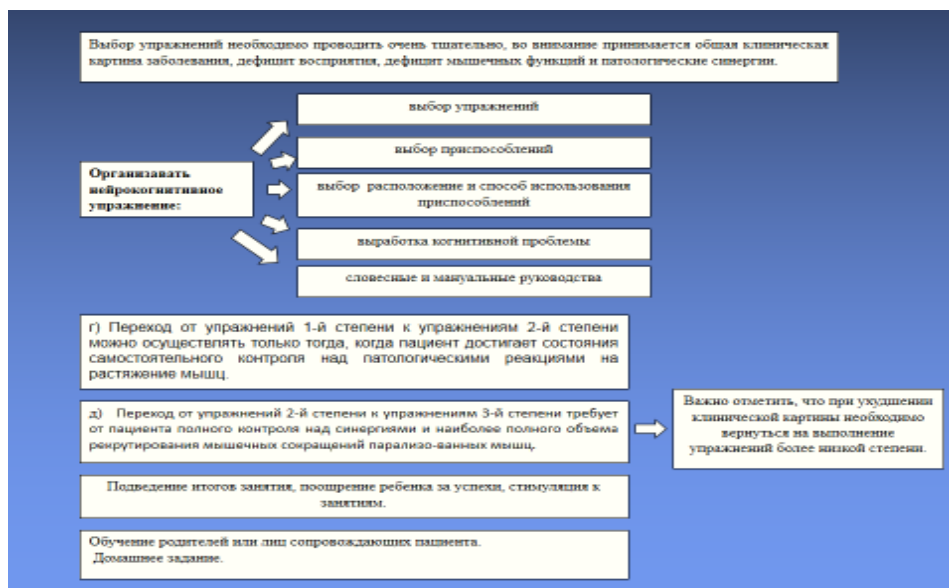 Выбор упражнений необходимо проводить очень тщательно, во внимание принимается общая клиническая
картина заболевания, дефицит восприятия, дефицит мышечных функций и патологические синергии.
выбор упражнений
выбор приспособлений
Организавать
нейрокогнитивное
упражнение:
выбор расположение и способ использования
приспособлений
выработка когнитивной проблемы
словесные и мануальные руководства
г) Переход от упражнений 1-й степени к упражнениям 2-й степени
можно осуществлять только тогда, когда пациент достигает состояния
самостоятельного контроля над патологическими реакциями на
растяжение мышц.
д) Переход от упражнений 2-й степени к упражнениям 3-й степени требует
от пациента полного контроля над синергиями и наиболее полного объема
рекрутирования мышечных сокращений парализо-ванных мышц.
Важно отметить, что при ухудшении
клинической картины необходимо
вернуться на выполнение
упражнений более низкой степени.
Подведение итогов занятия, поощрение ребенка за успехи, стимуляция к
занятиям.
Обучение родителей или лиц сопровождающих пациента.
Домашнее задание.